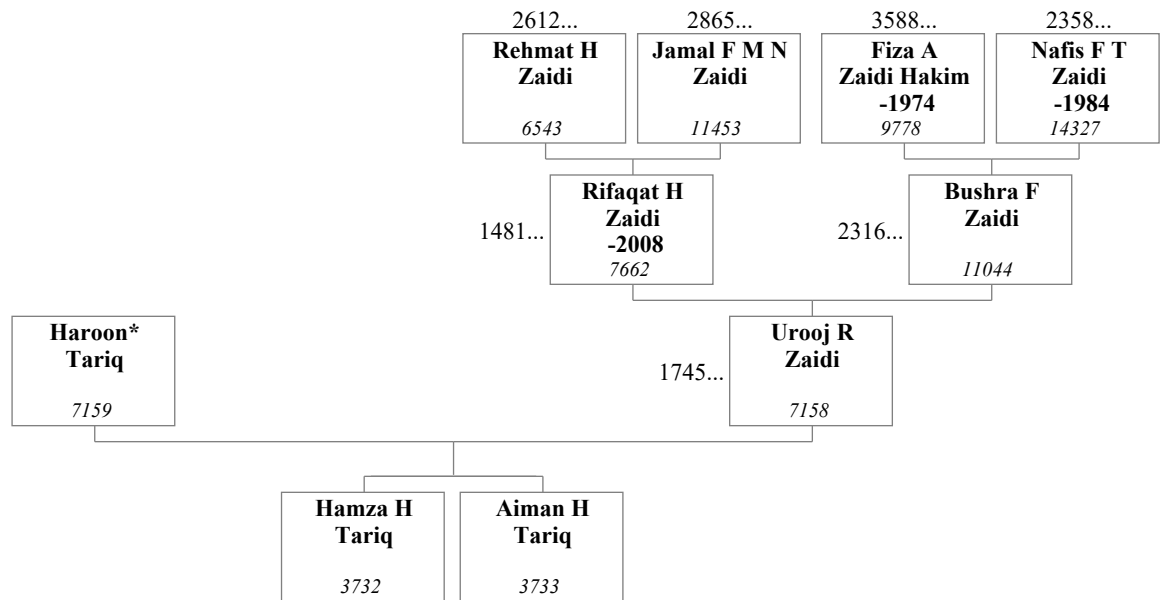 2612...
2865...
3588...
2358...
Rehmat H
Zaidi
6543
Jamal F M N
Zaidi
11453
Fiza A
Zaidi Hakim
-1974
9778
Nafis F T
Zaidi
-1984
14327
1481...
Rifaqat H
Zaidi
-2008
7662
2316...
Bushra F
Zaidi
11044
Haroon*
Tariq
7159
1745...
Urooj R
Zaidi
7158
Hamza H
Tariq
3732
Aiman H
Tariq
3733